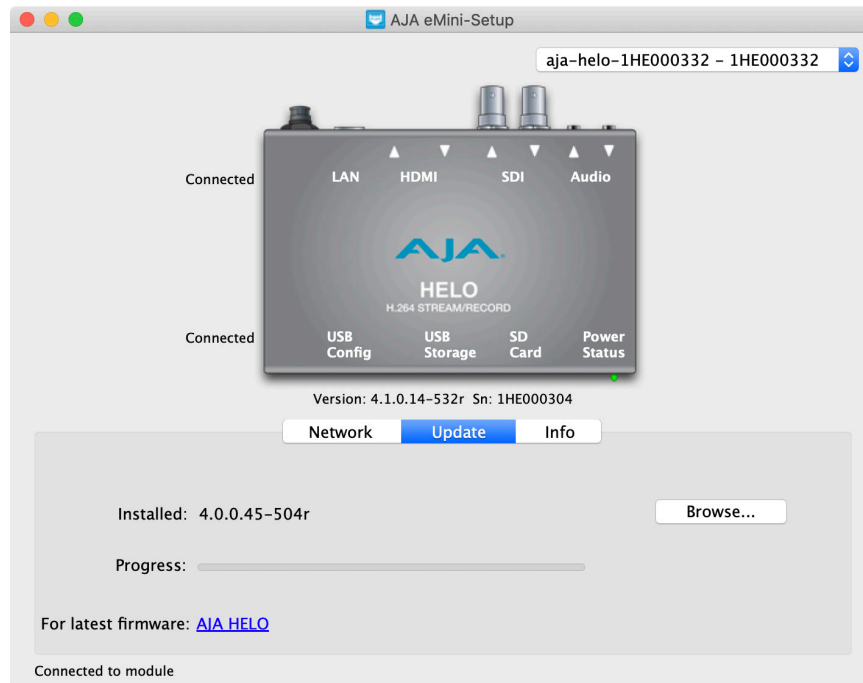 AJA eMini-Setup
aja-helo-1HE000332 - 1HE000332
Connected
LAN HDMI SDI Audio
AJA
HELO
H.264 STREAM/RECORD
Connected
USB Config
USB Storage
SD Card
Power Status
Version: 4.1.0.14-532r Sn: 1HE000304
Network Update Info
Installed: 4.0.0.45-504r
Browse...
Progress:
For latest firmware: AJA HELO
Connected to module